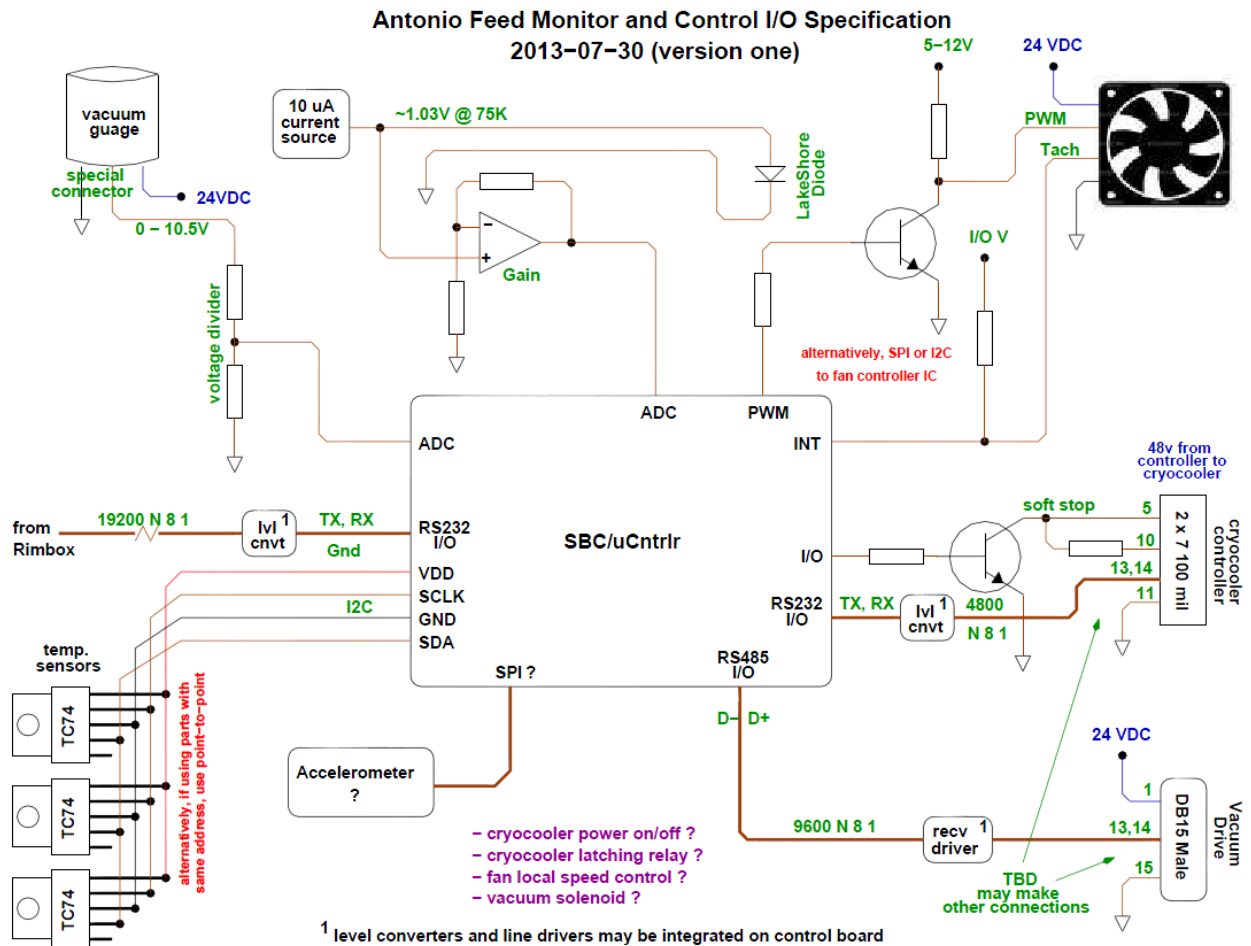 Antonio Feed Monitor and Control I/O Specification
2013-07-30 (version one)
vacuum
guage
special
connector
24VDC
0 - 10.5V
voltage divider
10 uA
current
source
~1.03V @ 75K
LakeShore
Diode
-
+
Gain
5-12V
24 VDC
PWM
Tach
I/O V
alternatively, SPI or I2C
to fan controller IC
ADC
PWM
ADC
INT
RS232
I/O
VDD
SCLK
GND
SDA
SBC/uCntrlr
I/O
RS232
I/O
SPI ?
RS485
I/O
from
Rimbox
19200 N 8 1
lvl 1
cnvt
TX, RX
Gnd
I2C
temp.
sensors
TC74
TC74
TC74
alternatively, if using parts with
same address, use point-to-point
48v from
controller to
cryocooler
soft stop
5
10
13,14
11
2 x 7 100 mil
cryocooler
controller
TX, RX
lvl 1
cnvt
4800
N 8 1
D- D+
Accelerometer
?
9600 N 8 1
recv 1
driver
24 VDC
1
13,14
15
DB15 Male
Vacuum
Drive
TBD
may make
other connections
- cryocooler power on/off ?
- cryocooler latching relay ?
- fan local speed control ?
- vacuum solenoid ?
1 level converters and line drivers may be integrated on control board